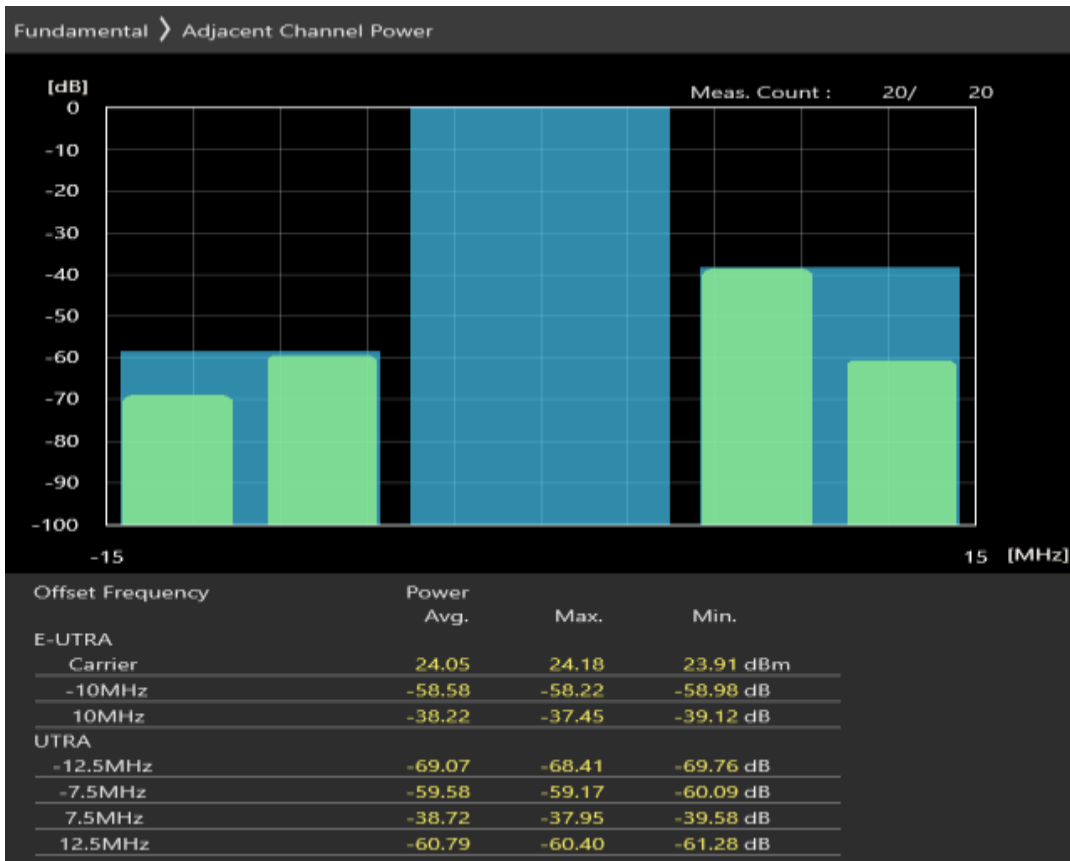 Fundamental 〉 Adjacent Channel Power
[dB]
Meas. Count : 20/ 20
0
-10
-20
-30
-40
-50
-60
-70
-80
-90
-100
-15 15 [MHz]
Offset Frequency Power
Avg. Max. Min.
E-UTRA
Carrier 24.05 24.18 23.91 dBm
-10MHz -58.58 -58.22 -58.98 dB
10MHz -38.22 -37.45 -39.12 dB
UTRA
-12.5MHz -69.07 -68.41 -69.76 dB
-7.5MHz -59.58 -59.17 -60.09 dB
7.5MHz -38.72 -37.95 -39.58 dB
12.5MHz -60.79 -60.40 -61.28 dB